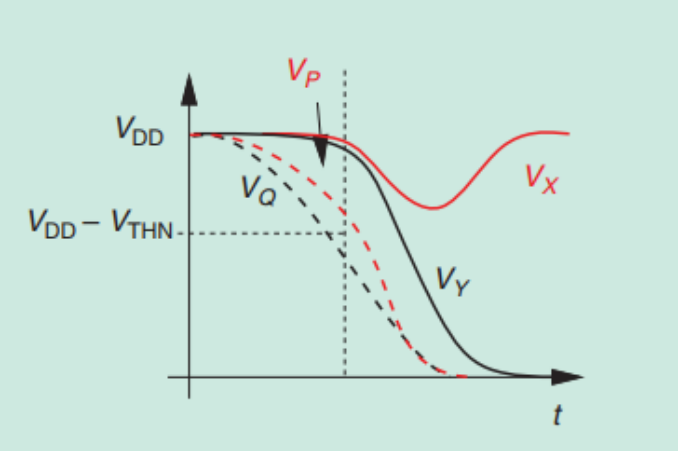 V_P
V_DD
V_Q
V_X
V_DD – V_THN
V_Y
t